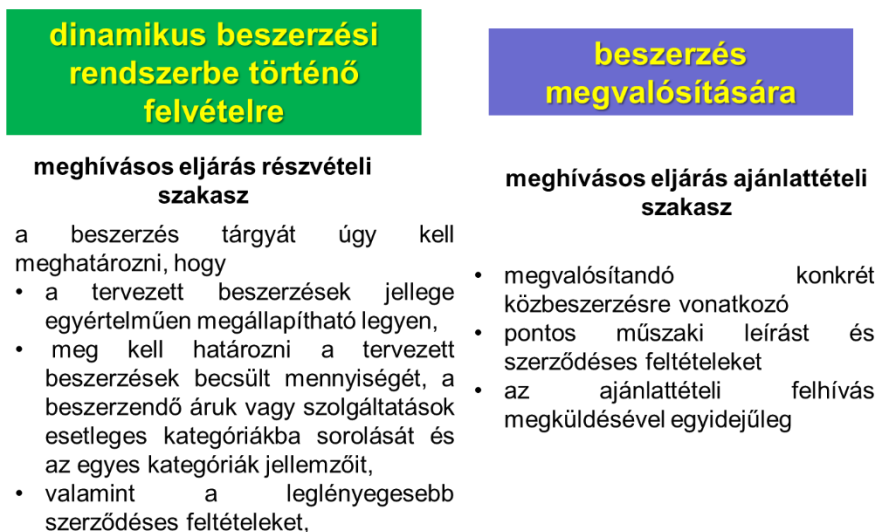 dinamikus beszerzési
rendszerbe történő
felvételre
meghívásos eljárás részvételi
szakasz
a beszerzés tárgyát úgy kell
meghatározni, hogy
• a tervezett beszerzések jellege
egyértelműen megállapítható legyen,
• meg kell határozni a tervezett
beszerzések becsült mennyiségét, a
beszerzendő áruk vagy szolgáltatások
esetleges kategóriákba sorolását és
az egyes kategóriák jellemzőit,
• valamint a leglényegesebb
szerződéses feltételeket,
beszerzés
megvalósítására
meghívásos eljárás ajánlattételi
szakasz
• megvalósítandó konkrét
közbeszerzésre vonatkozó
• pontos műszaki leírást és
szerződéses feltételeket
• az ajánlattételi felhívás
megküldésével egyidejűleg